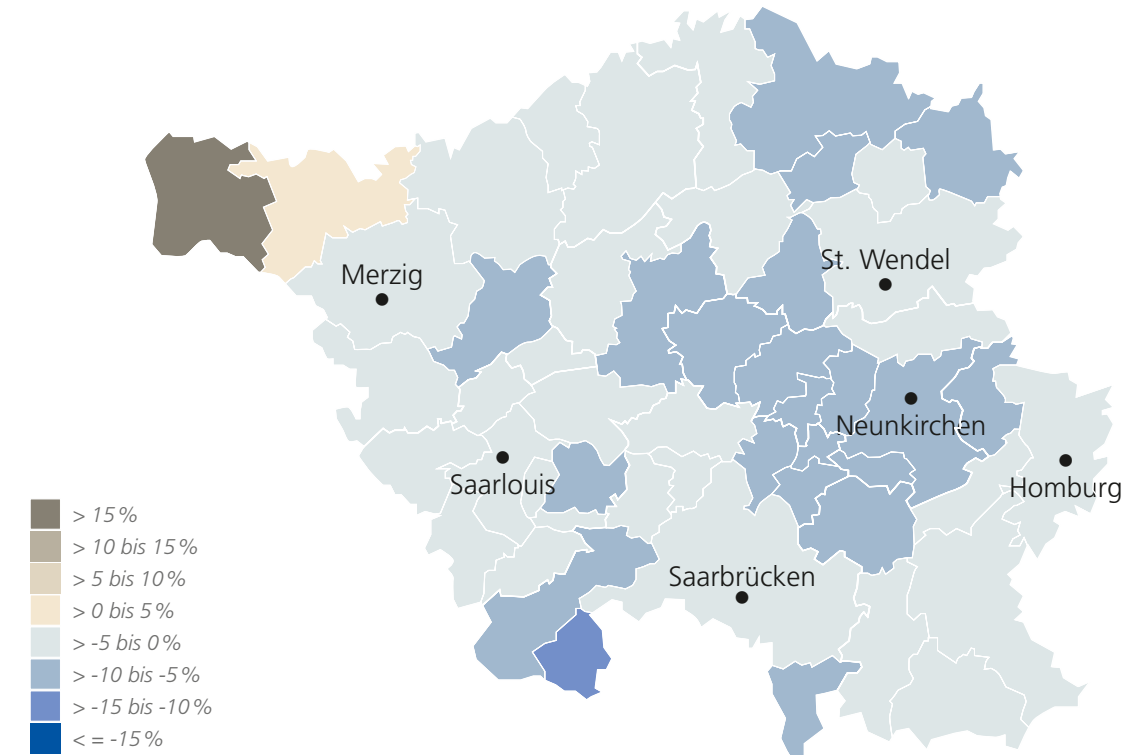 St. Wendel
Merzig
Neunkirchen
Saarlouis
Homburg
Saarbrücken
> 15 %
> 10 bis 15 %
> 5 bis 10 %
> 0 bis 5 %
> -5 bis 0 %
> -10 bis -5 %
> -15 bis -10 %
< = -15 %